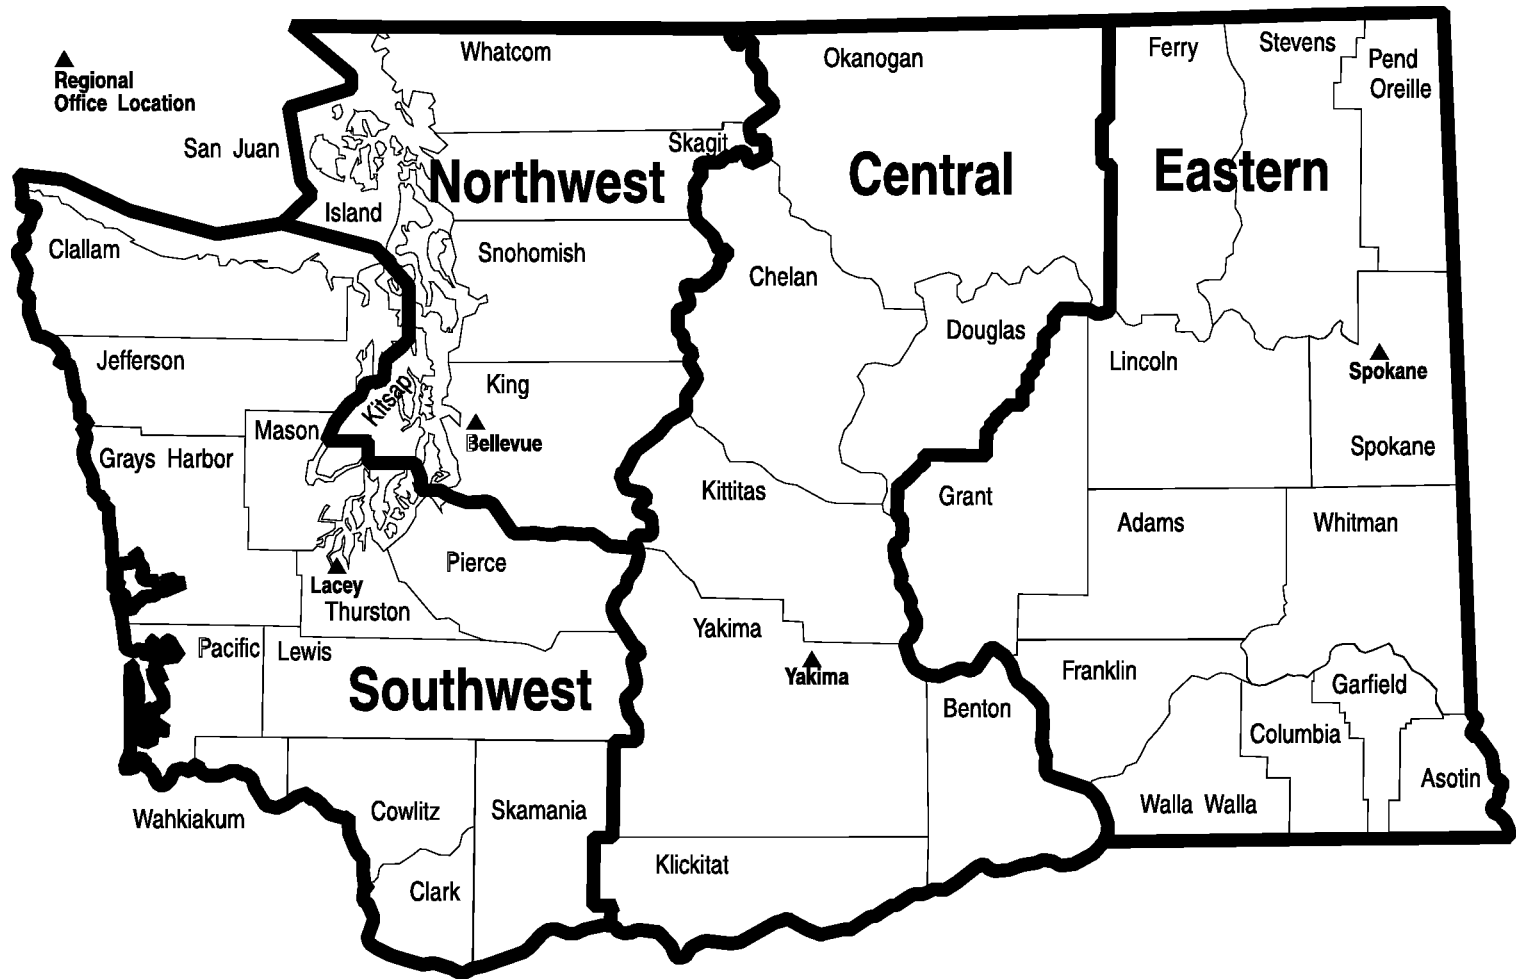 Regional
Office Location
San Juan
Whatcom
Skagit
Northwest
Island
Snohomish
Clallam
Jefferson
Kitsap
King
Bellevue
Mason
Grays Harbor
Pierce
Lacey
Thurston
Pacific
Lewis
Southwest
Wahkiakum
Cowlitz
Skamania
Clark
Okanogan
Central
Chelan
Douglas
Kittitas
Yakima
Yakima
Benton
Klickitat
Ferry
Stevens
Pend
Oreille
Eastern
Lincoln
Spokane
Spokane
Grant
Adams
Whitman
Franklin
Garfield
Columbia
Asotin
Walla Walla